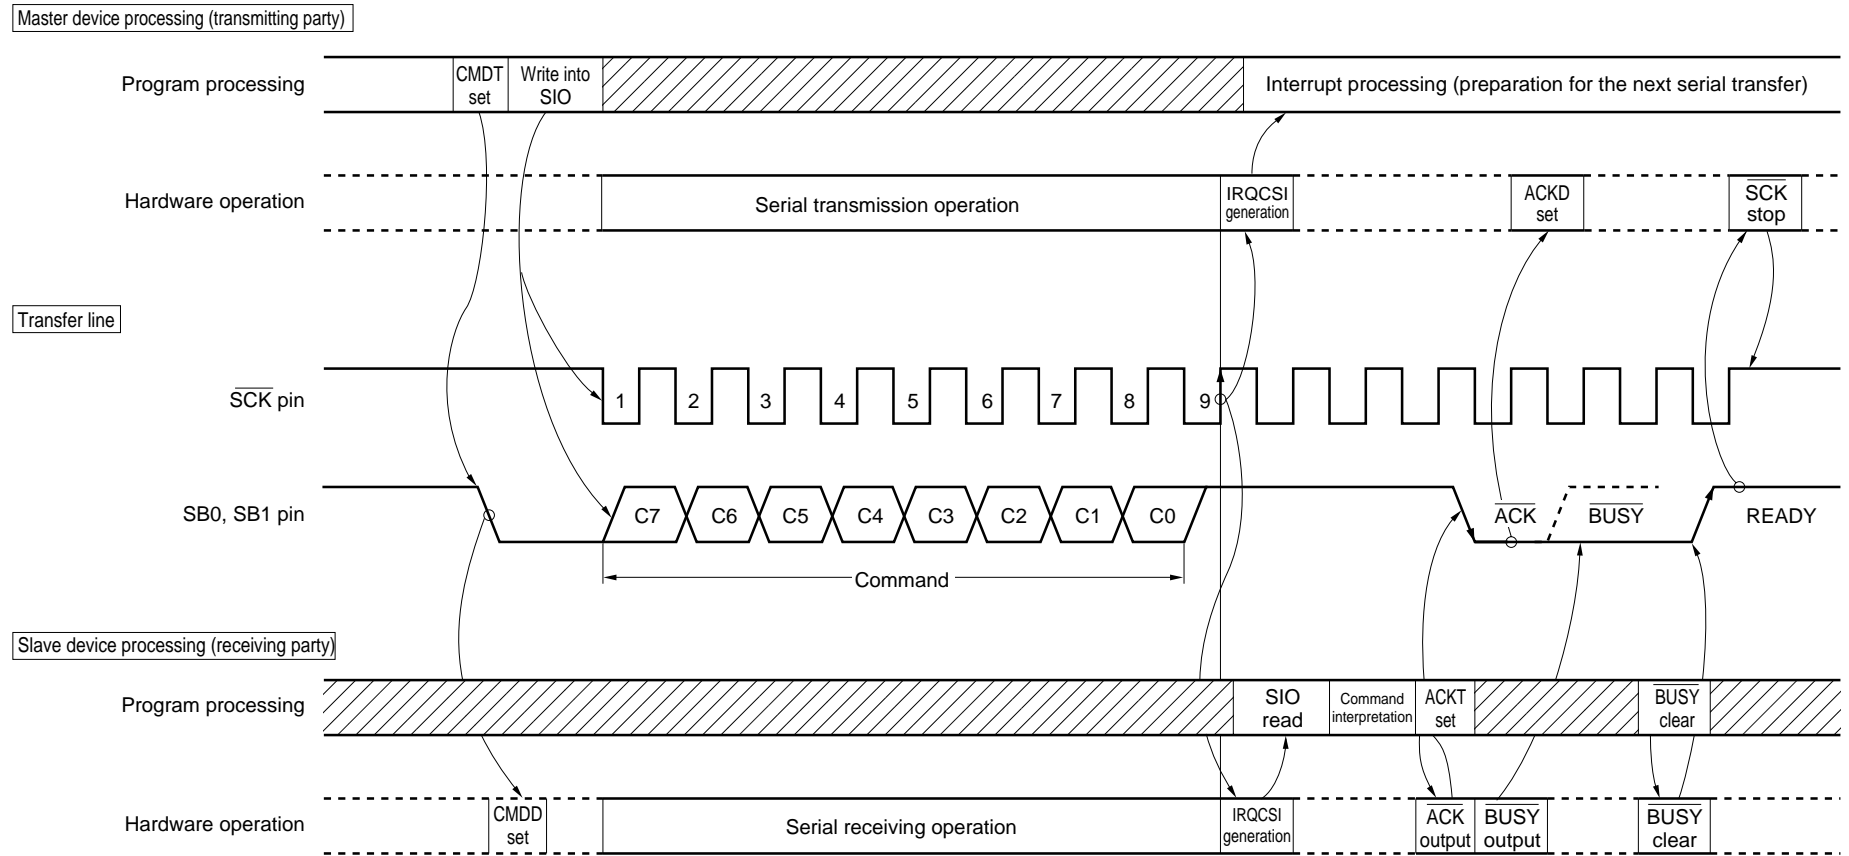 Master device processing (transmitting party)
Program processing
CMDT
set
Write into
SIO
Interrupt processing (preparation for the next serial transfer)
Hardware operation
Serial transmission operation
IRQCSI
generation
ACKD
set
SCK
stop
Transfer line
SCK pin
1 2 3 4 5 6 7 8 9
SB0, SB1 pin
C7 C6 C5 C4 C3 C2 C1 C0
ACK
BUSY
READY
Command
Slave device processing (receiving party)
Program processing
SIO
read
Command
interpretation
ACKT
set
BUSY
clear
Hardware operation
CMDD
set
Serial receiving operation
IRQCSI
generation
ACK
output
BUSY
output
BUSY
clear